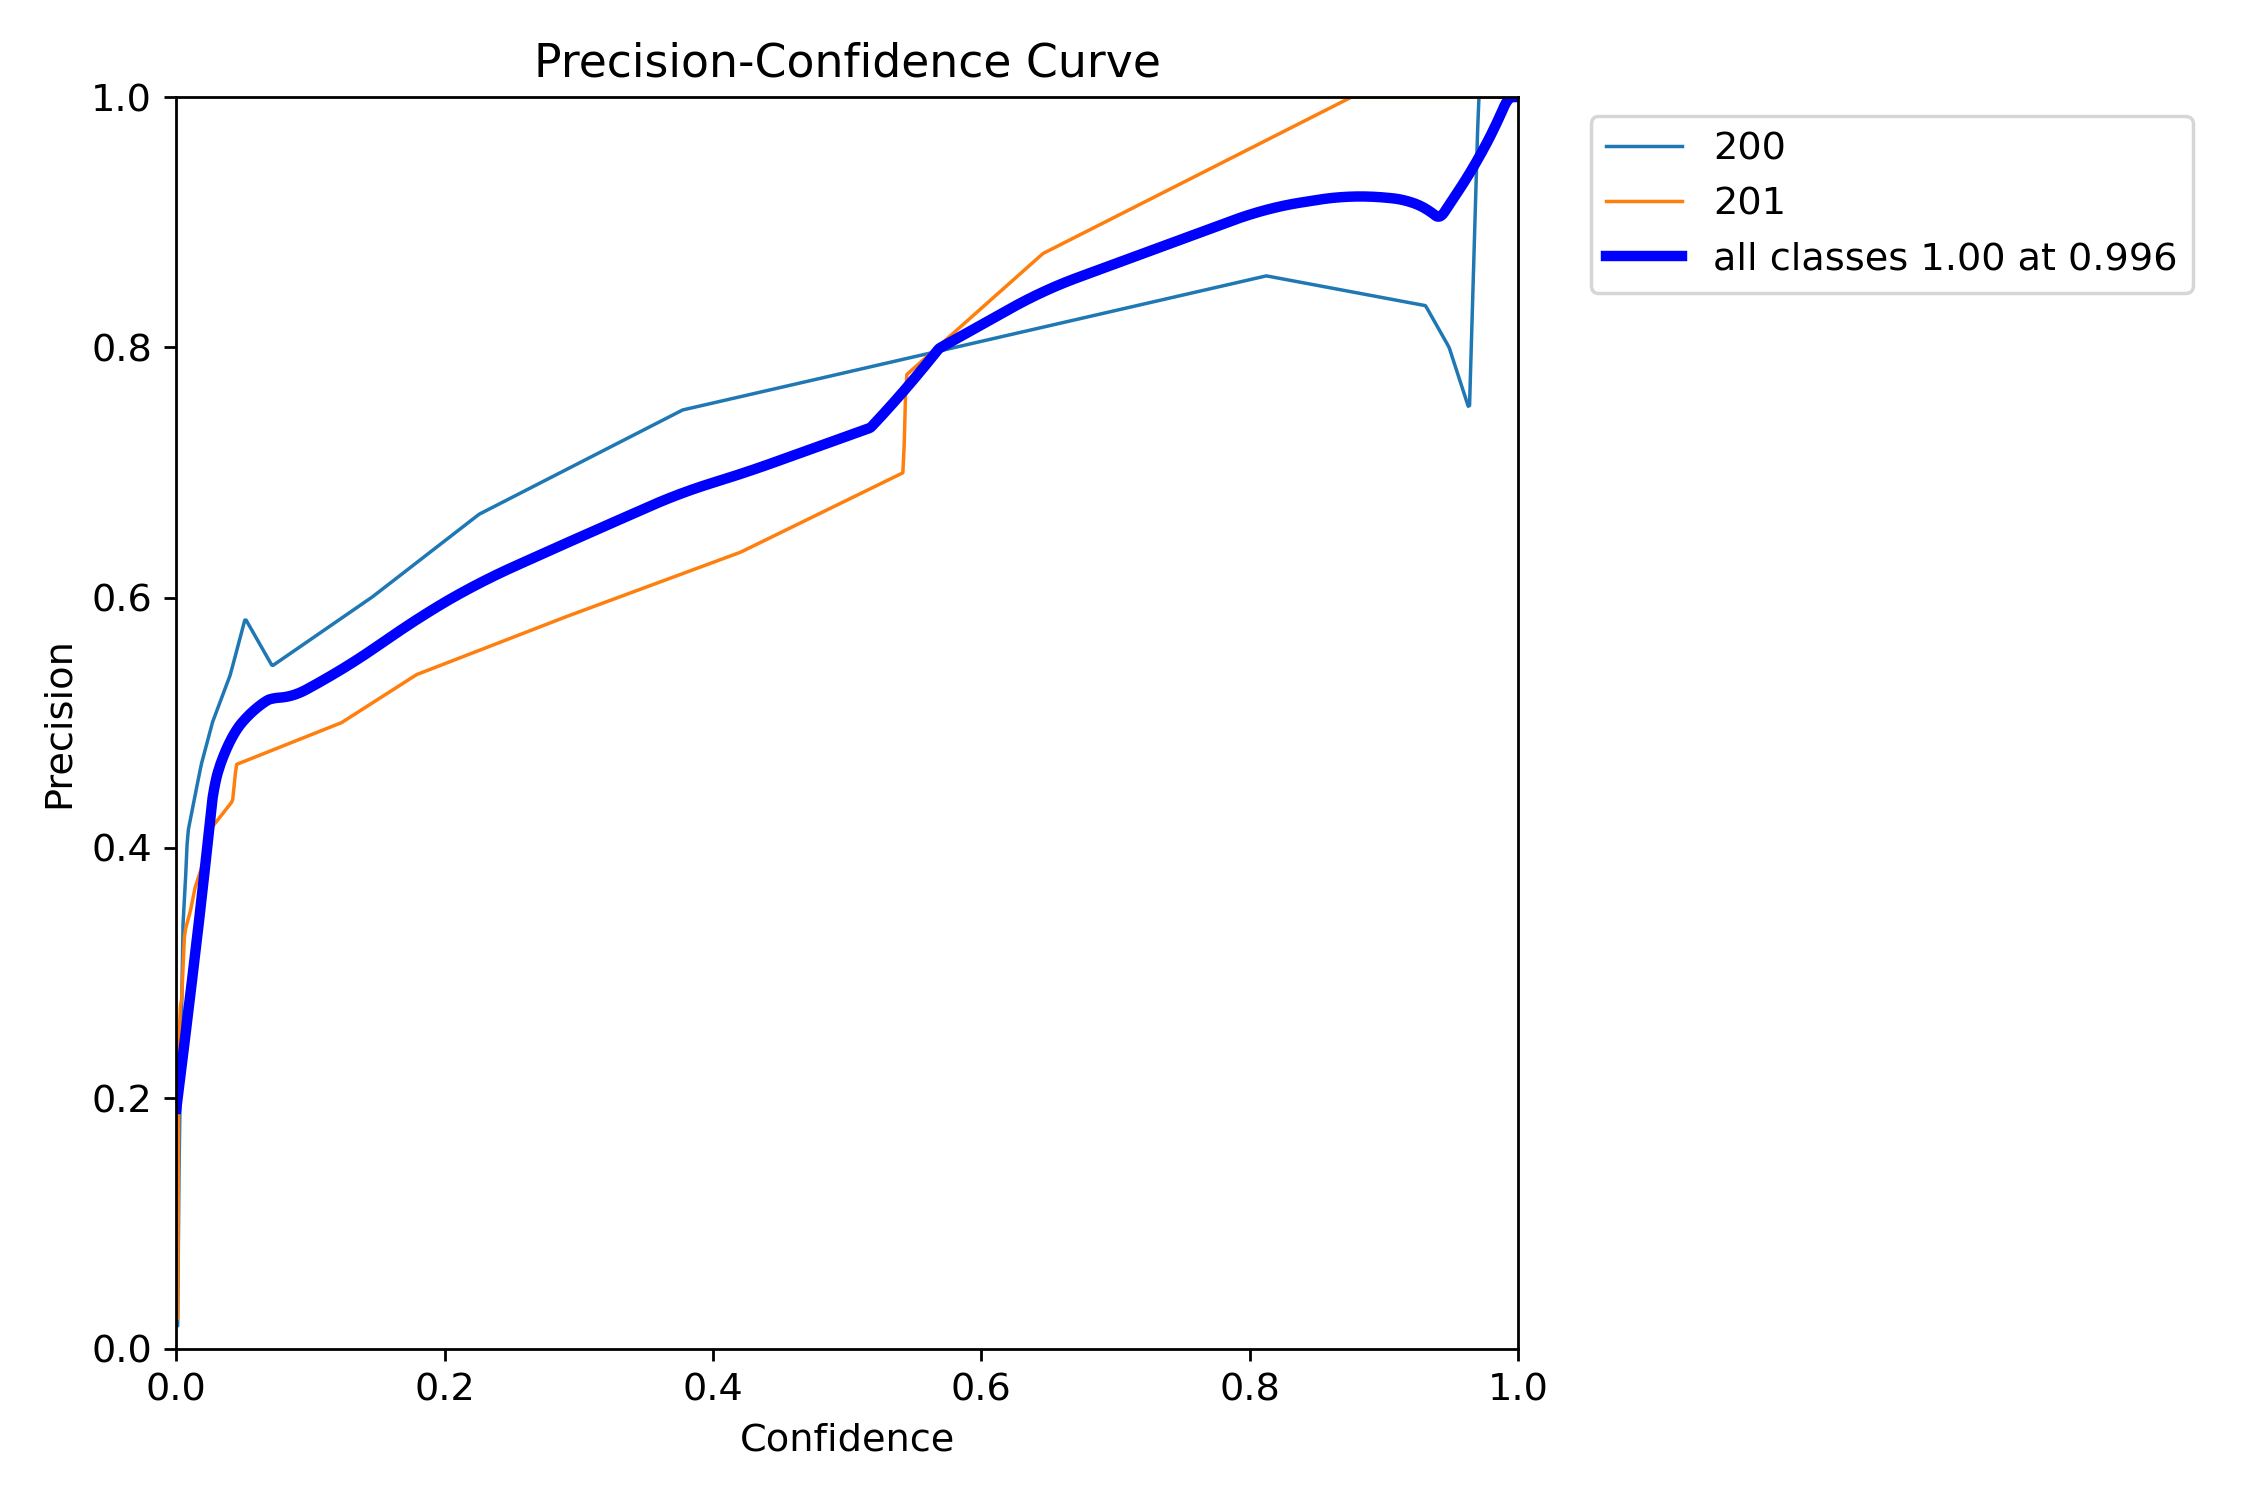 Precision-Confidence Curve
1.0
0.8
0.6
0.4
0.2
0.0
Precision
0.0 0.2 0.4 0.6 0.8 1.0
Confidence
200
201
all classes 1.00 at 0.996